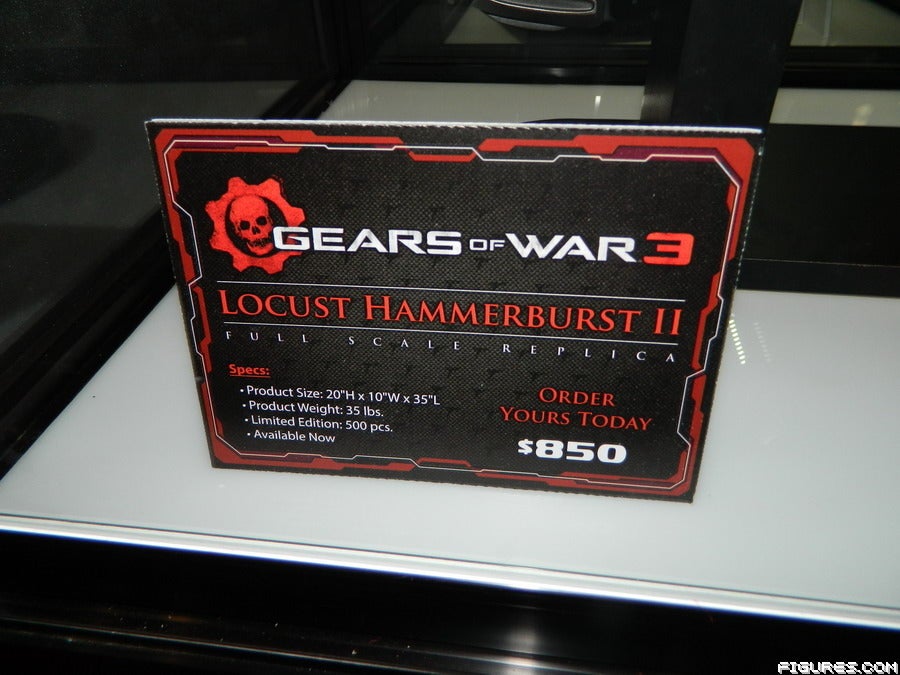 GEARS OF WAR 3
LOCUST HAMMERBURST II
FULL SCALE REPLICA
Specs:
• Product Size: 20"H x 10"W x 35"L
• Product Weight: 35 lbs.
• Limited Edition: 500 pcs.
• Available Now
ORDER
YOURS TODAY
$850
FIGURES.COM